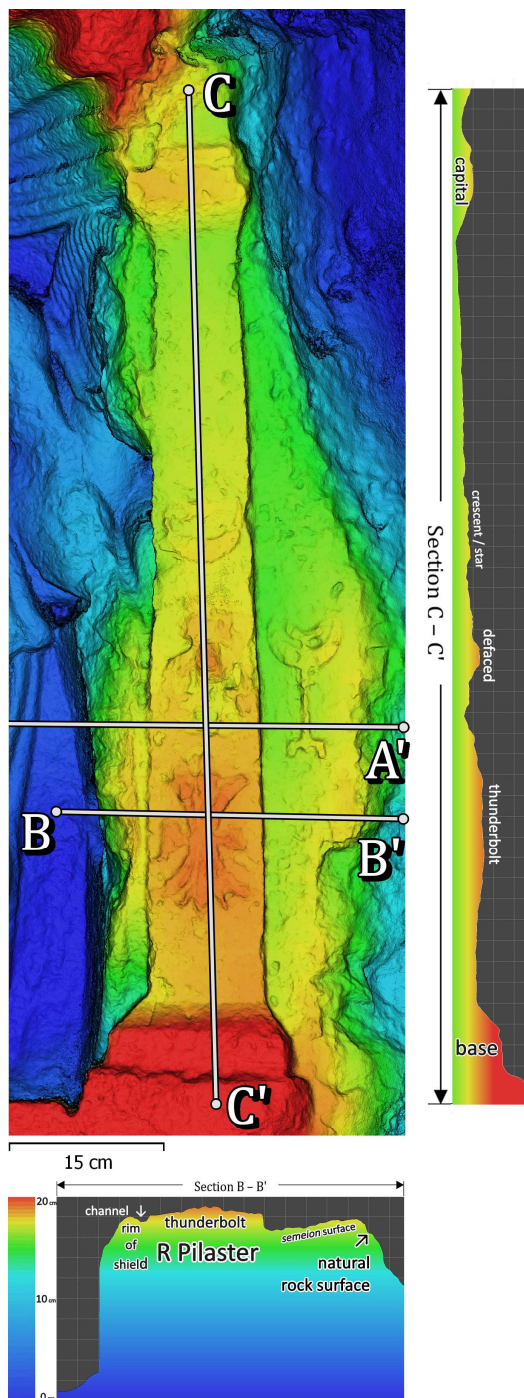 C
capital
crescent / star
Section C – C'
defaced
A'
B
B'
thunderbolt
base
C'
15 cm
Section B – B'
20 cm
channel ↓
thunderbolt
rim
of
shield
R Pilaster
semeion surface
natural
rock surface
10 cm
0 cm